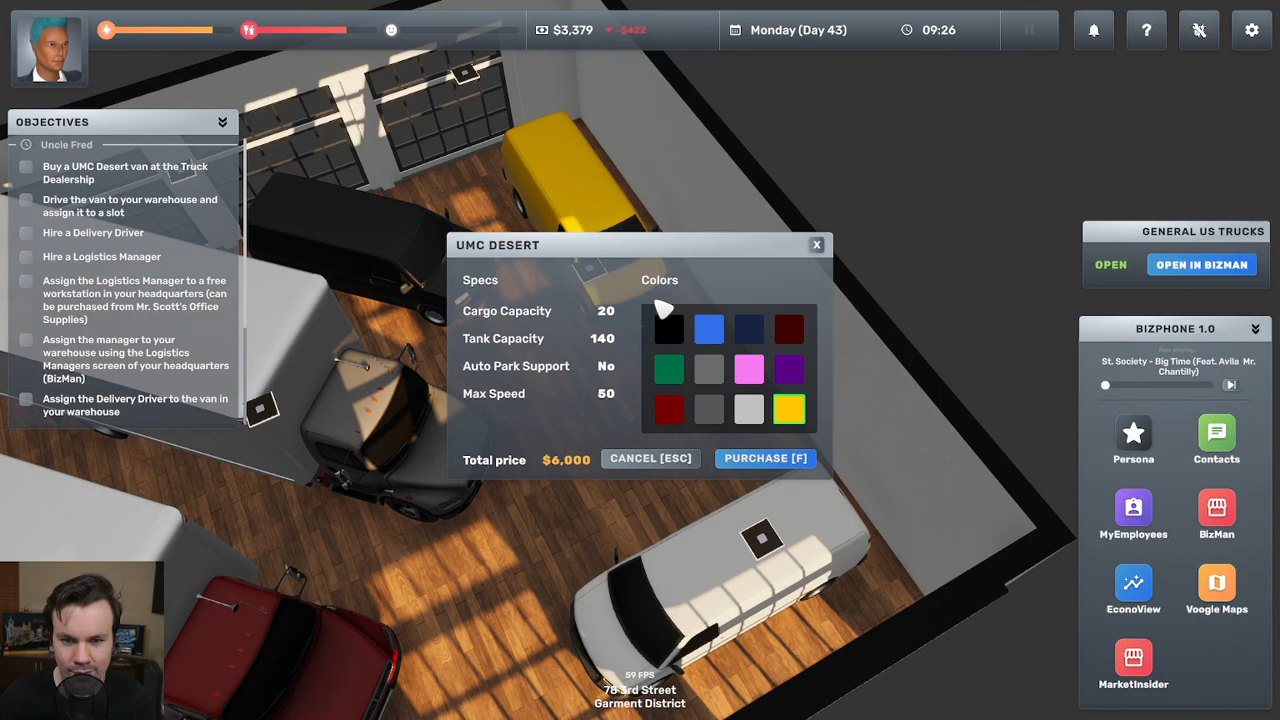 $3,379 -$422
Monday (Day 43)
09:26
?
OBJECTIVES
Uncle Fred
Buy a UMC Desert van at the Truck
Dealership
Drive the van to your warehouse and
assign it to a slot
Hire a Delivery Driver
Hire a Logistics Manager
Assign the Logistics Manager to a free
workstation in your headquarters (can
be purchased from Mr. Scott's Office
Supplies)
Assign the manager to your
warehouse using the Logistics
Managers screen of your headquarters
(BizMan)
Assign the Delivery Driver to the van in
your warehouse
UMC DESERT
X
Specs
Cargo Capacity 20
Tank Capacity 140
Auto Park Support No
Max Speed 50
Colors
Total price $6,000
CANCEL [ESC]
PURCHASE [F]
GENERAL US TRUCKS
OPEN
OPEN IN BIZMAN
BIZPHONE 1.0
Now playing
St. Society - Big Time (Feat. Avila Mr.
Chantilly)
Persona
Contacts
MyEmployees
BizMan
EconoView
Voogle Maps
MarketInsider
59 FPS
78 3rd Street
Garment District